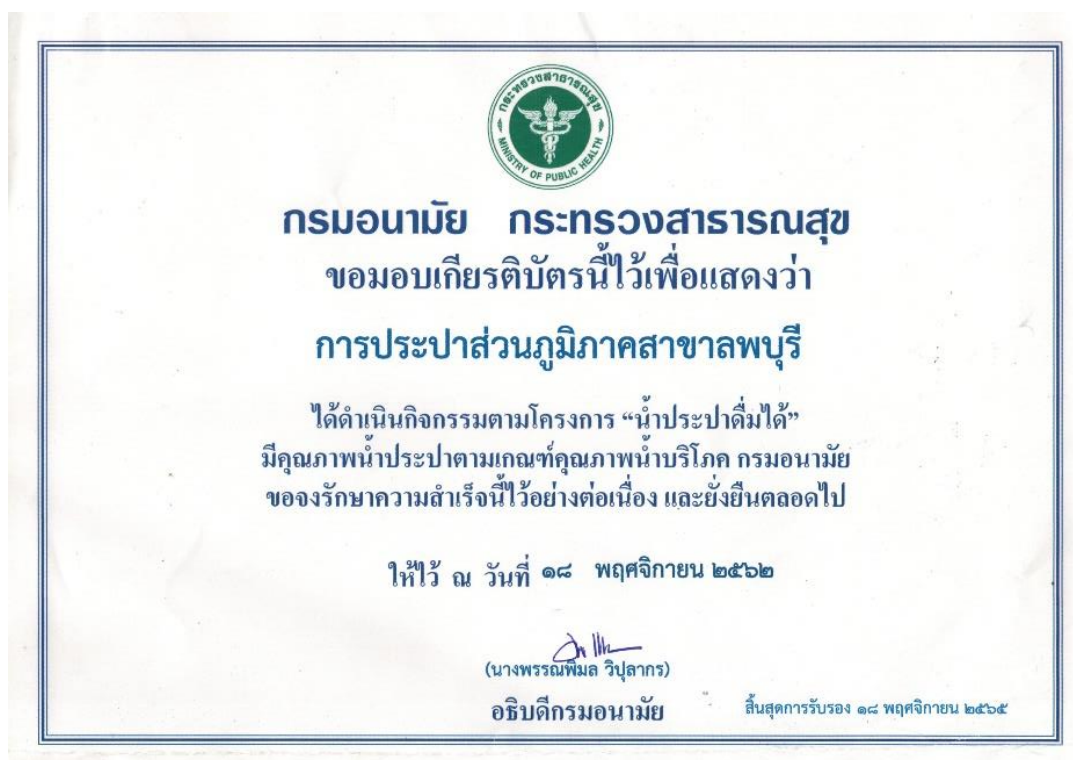 กระทรวงสาธารณสุข
MINISTRY OF PUBLIC HEALTH
กรมอนามัย กระทรวงสาธารณสุข
ขอมอบเกียรติบัตรนี้ไว้เพื่อแสดงว่า
การประปาส่วนภูมิภาคสาขาลพบุรี
ได้ดำเนินกิจกรรมตามโครงการ “น้ำประปาดื่มได้”
มีคุณภาพน้ำประปาตามเกณฑ์คุณภาพน้ำบริโภค กรมอนามัย
ขอจงรักษาความสำเร็จนี้ไว้อย่างต่อเนื่อง และยั่งยืนตลอดไป
ให้ไว้ ณ วันที่ ๑๘ พฤศจิกายน ๒๕๖๒
(นางพรรณพิมล วิปุลากร)
อธิบดีกรมอนามัย
สิ้นสุดการรับรอง ๑๘ พฤศจิกายน ๒๕๖๕